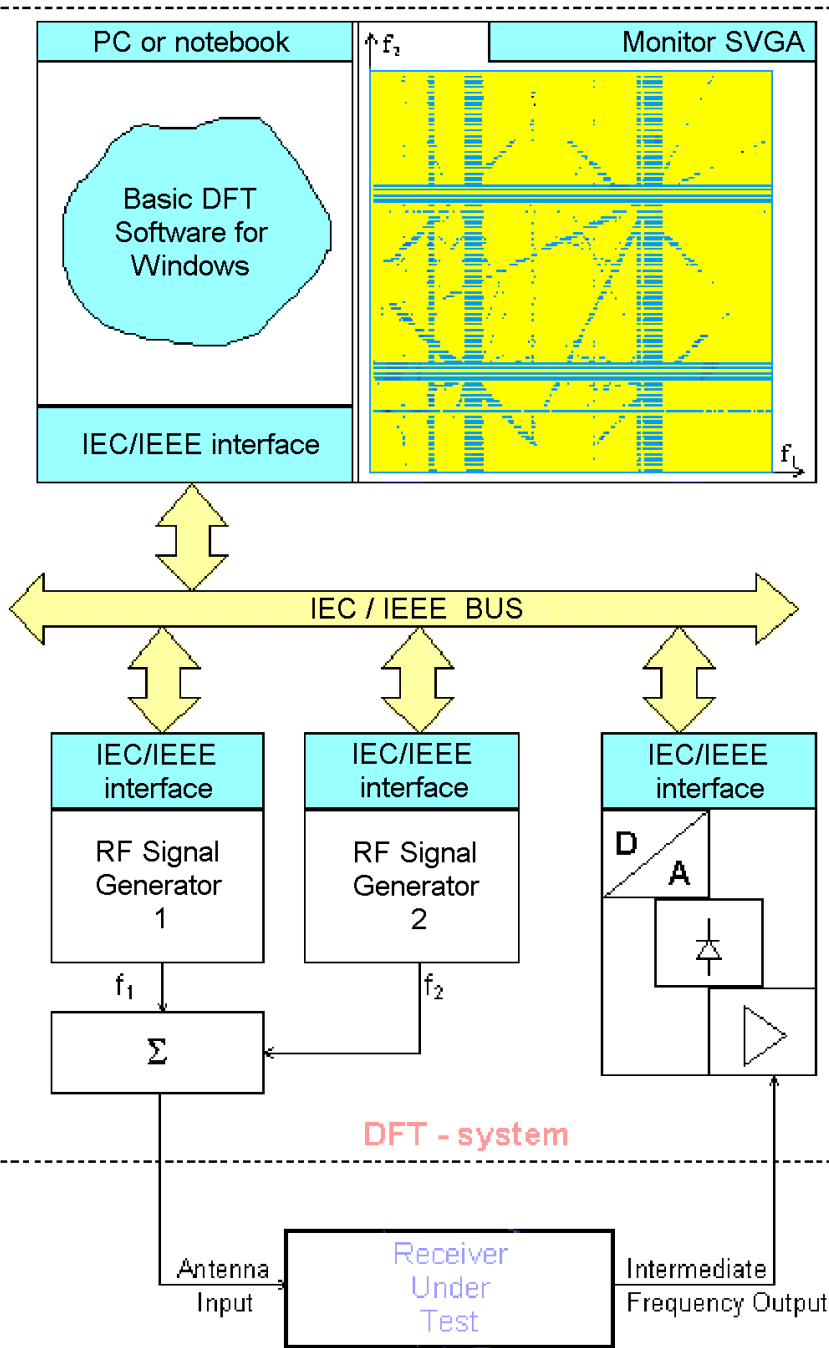 PC or notebook
Monitor SVGA
f₂
Basic DFT
Software for
Windows
f₁
IEC/IEEE interface
IEC / IEEE BUS
IEC/IEEE
interface
IEC/IEEE
interface
IEC/IEEE
interface
RF Signal
Generator
1
RF Signal
Generator
2
D
A
f₁
f₂
Σ
DFT - system
Antenna
Input
Receiver
Under
Test
Intermediate
Frequency Output